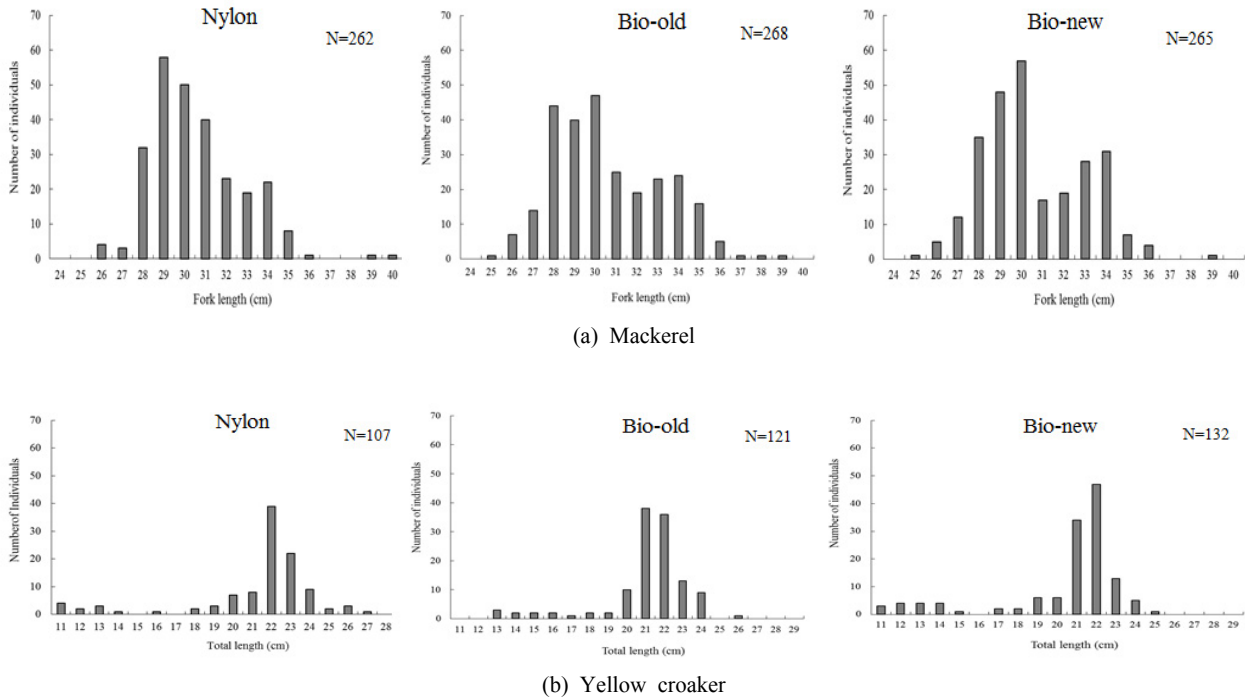 Nylon
N=262
Number of individuals
70
60
50
40
30
20
10
0
24 25 26 27 28 29 30 31 32 33 34 35 36 37 38 39 40
Fork length (cm)
Bio-old
N=268
Number of individuals
70
60
50
40
30
20
10
0
24 25 26 27 28 29 30 31 32 33 34 35 36 37 38 39 40
Fork length (cm)
Bio-new
N=265
Number of individuals
70
60
50
40
30
20
10
0
24 25 26 27 28 29 30 31 32 33 34 35 36 37 38 39 40
Fork length (cm)
(a) Mackerel
Nylon
N=107
Numberof Individuals
70
60
50
40
30
20
10
0
11 12 13 14 15 16 17 18 19 20 21 22 23 24 25 26 27 28
Total length (cm)
Bio-old
N=121
Number of individuals
70
60
50
40
30
20
10
0
11 12 13 14 15 16 17 18 19 20 21 22 23 24 25 26 27 28 29
Total length (cm)
Bio-new
N=132
Number of individuals
70
60
50
40
30
20
10
0
11 12 13 14 15 16 17 18 19 20 21 22 23 24 25 26 27 28 29
Total length (cm)
(b) Yellow croaker